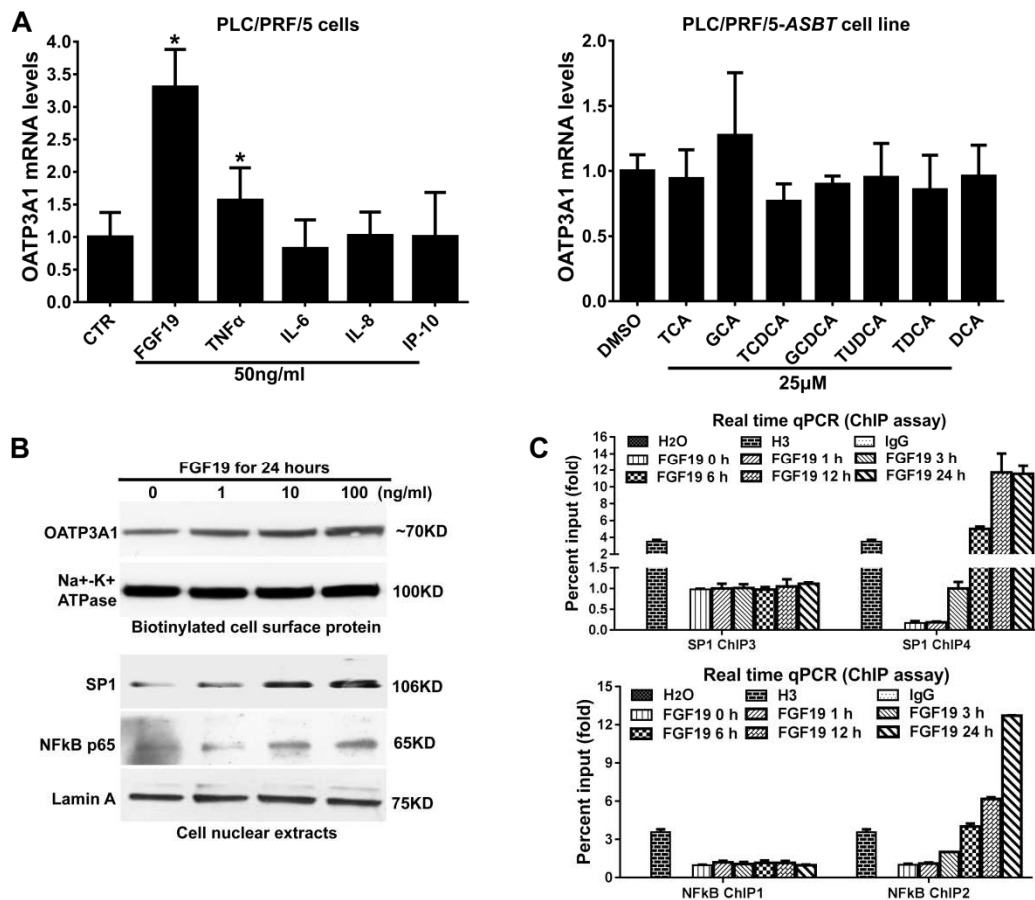 A
PLC/PRF/5 cells
OATP3A1 mRNA levels
4.0
3.5
3.0
2.5
2.0
1.5
1.0
0.5
0.0
*
*
CTR
FGF19
TNFα
IL-6
IL-8
IP-10
50ng/ml
PLC/PRF/5-ASBT cell line
OATP3A1 mRNA levels
2.0
1.5
1.0
0.5
0.0
DMSO
TCA
GCA
TCDCA
GCDCA
TUDCA
TDCA
DCA
25μM
B
FGF19 for 24 hours
0 1 10 100 (ng/ml)
OATP3A1 ~70KD
Na+-K+
ATPase 100KD
Biotinylated cell surface protein
SP1 106KD
NFkB p65 65KD
Lamin A 75KD
Cell nuclear extracts
C
Real time qPCR (ChIP assay)
H2O H3 IgG
FGF19 0 h FGF19 1 h FGF19 3 h
FGF19 6 h FGF19 12 h FGF19 24 h
Percent input (fold)
16
14
12
10
8
6
4
2
1.5
1.0
0.5
0.0
SP1 ChIP3 SP1 ChIP4
Real time qPCR (ChIP assay)
H2O H3 IgG
FGF19 0 h FGF19 1 h FGF19 3 h
FGF19 6 h FGF19 12 h FGF19 24 h
Percent input (fold)
15
12
9
6
3
0
NFkB ChIP1 NFkB ChIP2